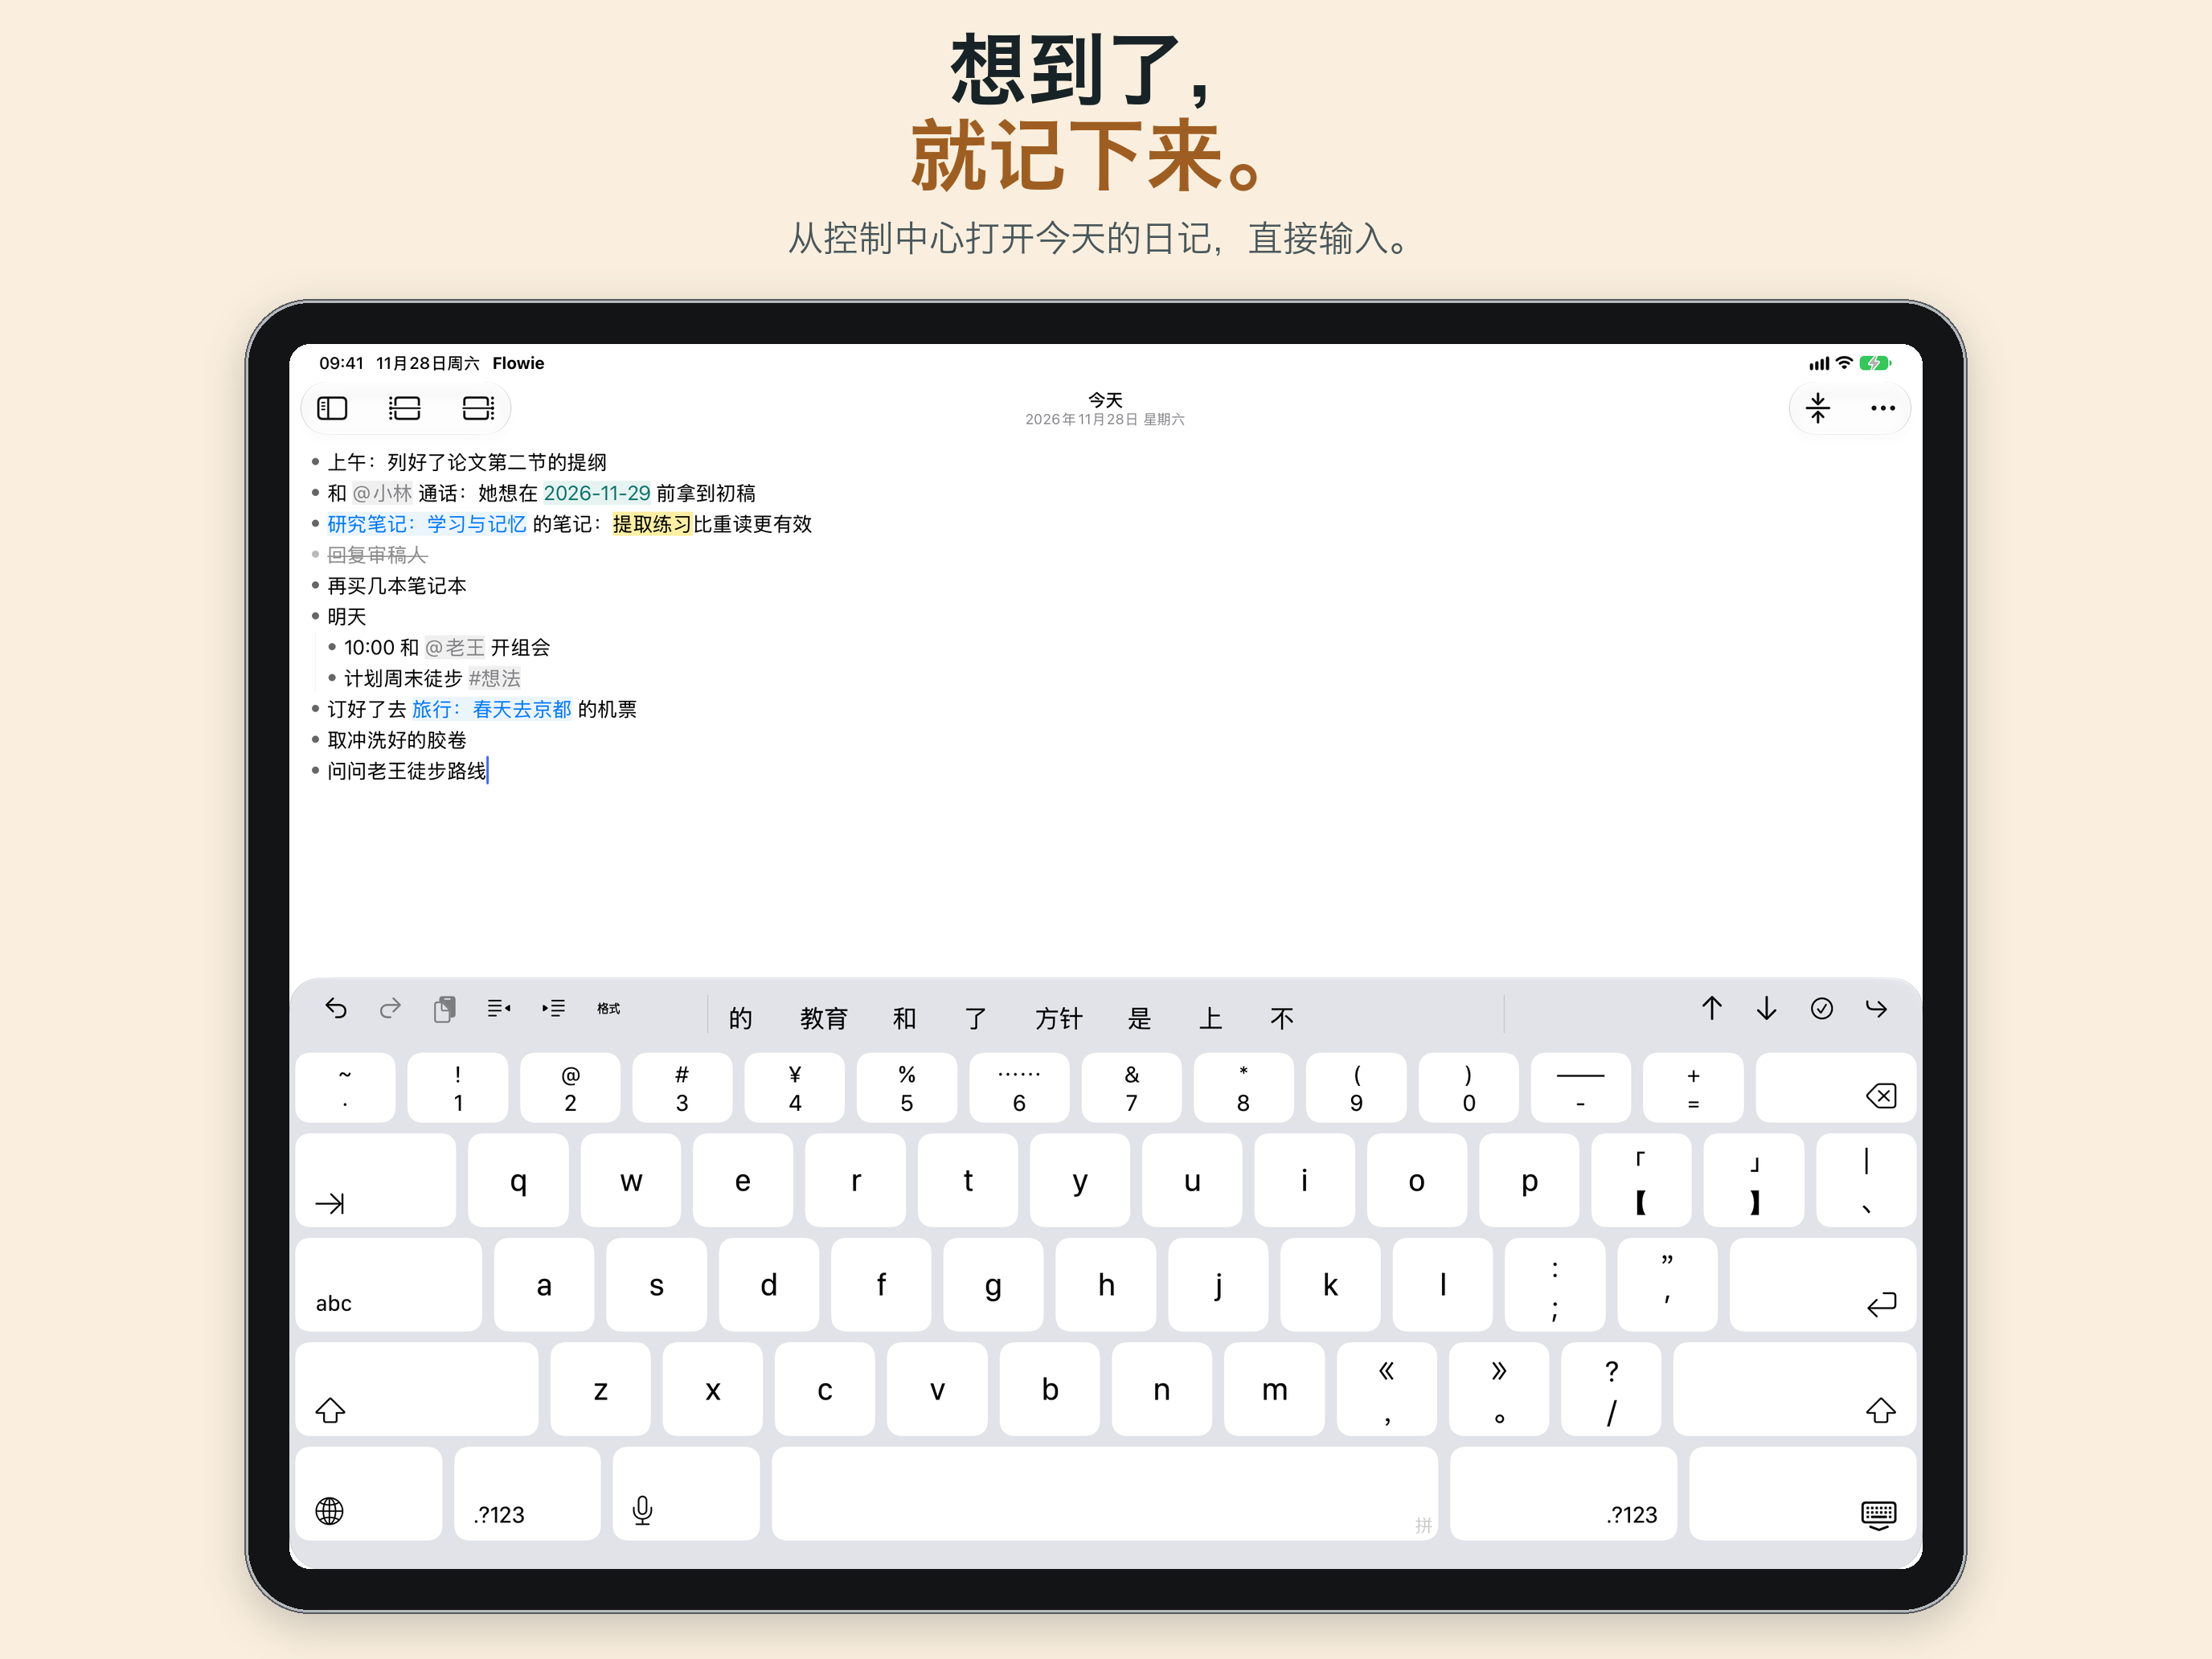 想到了，
就记下来。
从控制中心打开今天的日记，直接输入。
09:41 11月28日周六 Flowie
今天
2026年11月28日 星期六
上午：列好了论文第二节的提纲
和 @小林 通话：她想在 2026-11-29 前拿到初稿
研究笔记：学习与记忆 的笔记：提取练习比重读更有效
回复审稿人
再买几本笔记本
明天
10:00 和 @老王 开组会
计划周末徒步 #想法
订好了去 旅行：春天去京都 的机票
取冲洗好的胶卷
问问老王徒步路线
格式 的 教育 和 了 方针 是 上 不
~ ! @ # ¥ % …… & * ( ) —— +
· 1 2 3 4 5 6 7 8 9 0 - =
q w e r t y u i o p 「 」 |
【 】 、
abc a s d f g h j k l : ”
; ’
z x c v b n m 《 》 ?
， 。 /
.?123 拼 .?123